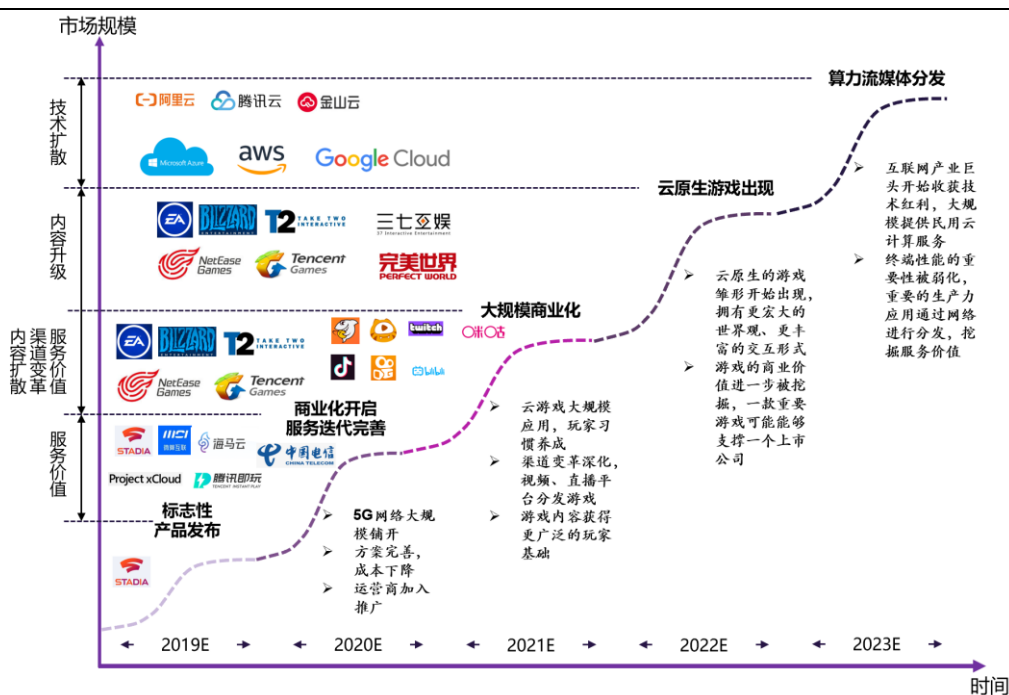 市场规模
算力流媒体分发
技术扩散
阿里云
腾讯云
金山云
Microsoft Azure
aws
Google Cloud
互联网产业巨
头开始收获技
术红利，大规
模提供民用云
计算服务
终端性能的重
要性被弱化，
重要的生产力
应用通过网络
进行分发，挖
掘服务价值
云原生游戏出现
内容升级
EA
BLIZZARD
T2 TAKE TWO
INTERACTIVE
三七互娱
37 Interactive Entertainment
NetEase
Games
Tencent
Games
完美世界
PERFECT WORLD
云原生的游戏
雏形开始出现，
拥有更宏大的
世界观、更丰
富的交互形式
游戏的商业价
值进一步被挖
掘，一款重要
游戏可能能够
支撑一个上市
公司
大规模商业化
服务价值
渠道变革
内容扩散
EA
BLIZZARD
T2 TAKE TWO
INTERACTIVE
twitch
咪咕
NetEase
Games
Tencent
Games
bilibili
云游戏大规模
应用，玩家习
惯养成
渠道变革深化，
视频、直播平
台分发游戏
游戏内容获得
更广泛的玩家
基础
商业化开启
服务迭代完善
服务价值
STADIA
海马云
中国电信
CHINA TELECOM
Project xCloud
腾讯即玩
TENCENT INSTANT PLAY
标志性
产品发布
5G网络大规
模铺开
方案完善，
成本下降
运营商加入
推广
STADIA
2019E
2020E
2021E
2022E
2023E
时间